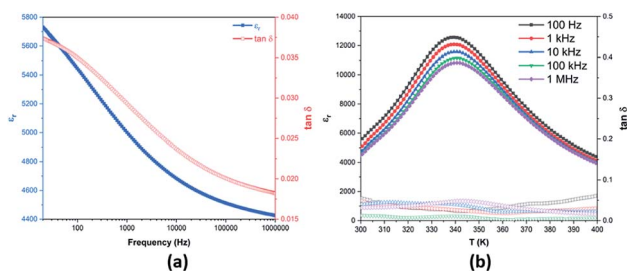 5800
5600
5400
5200
5000
4800
4600
4400
εr
εr
tan δ
0.040
0.035
0.030
0.025
0.020
0.015
tan δ
100
1000
10000
100000
1000000
Frequency (Hz)
(a)
14000
12000
10000
8000
6000
4000
2000
0
εr
100 Hz
1 kHz
10 kHz
100 kHz
1 MHz
0.5
0.4
0.3
0.2
0.1
0.0
tan δ
300 310 320 330 340 350 360 370 380 390 400
T (K)
(b)